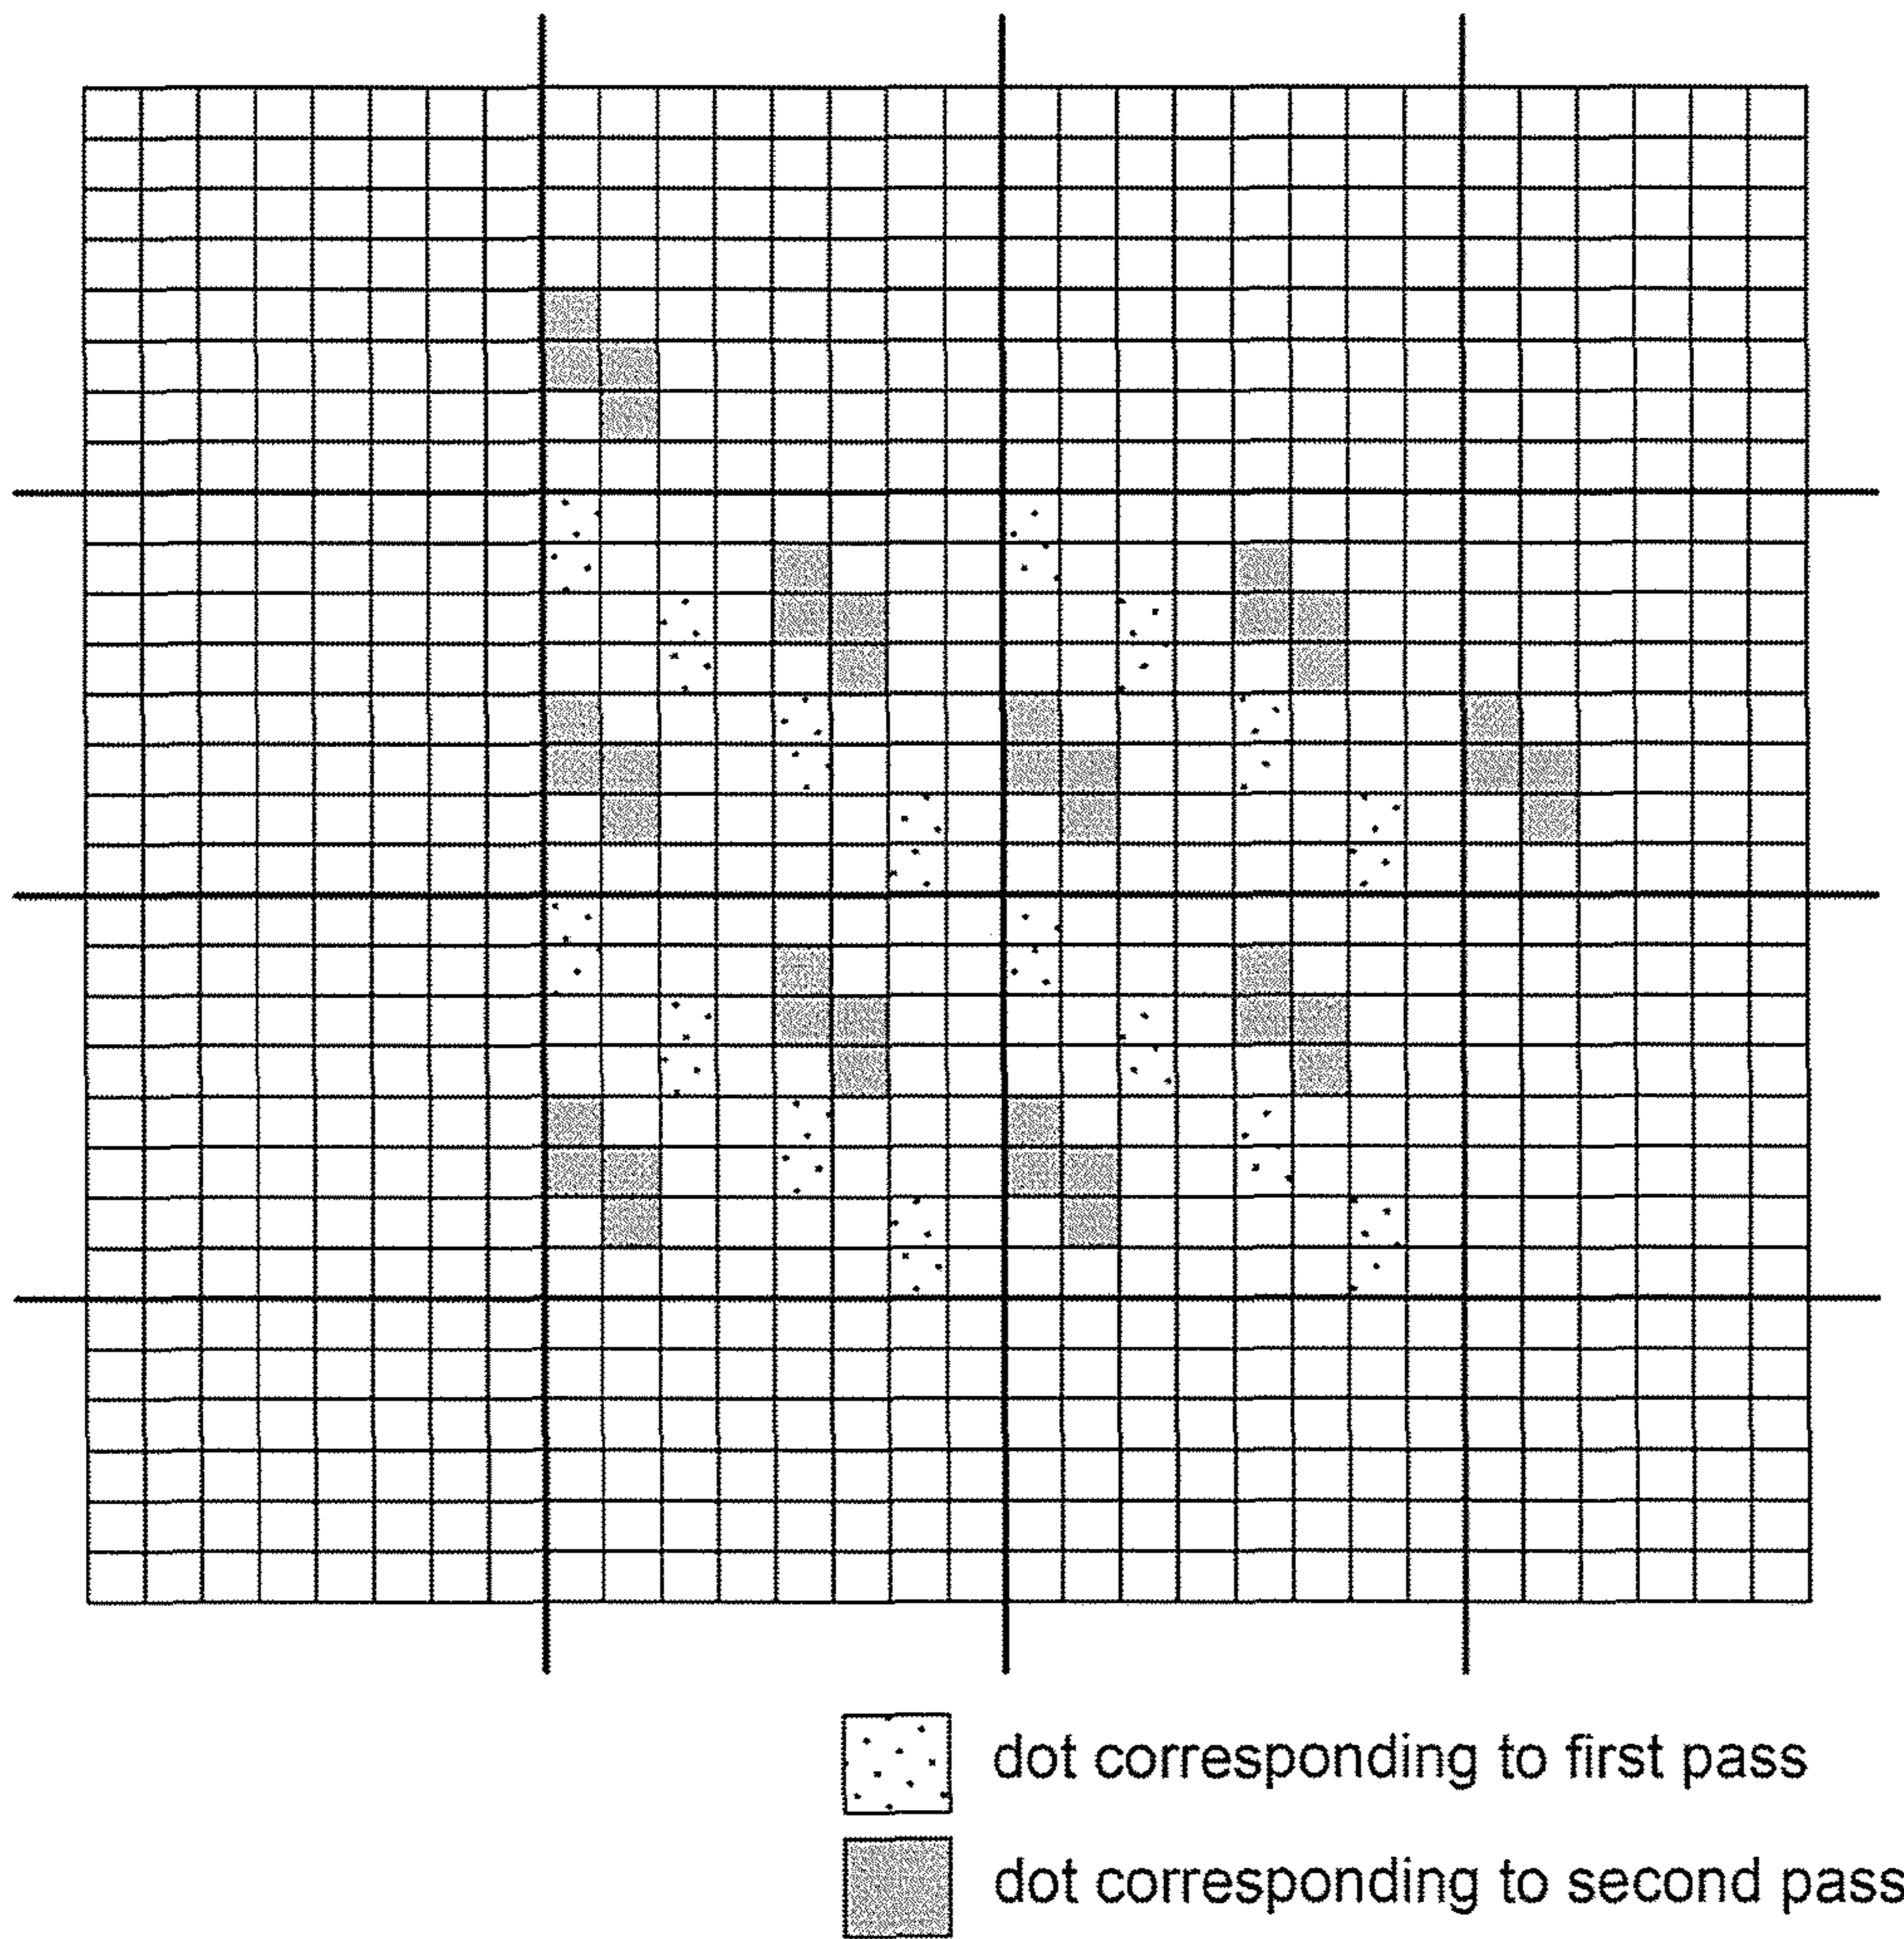 dot corresponding to first pass
dot corresponding to second pass